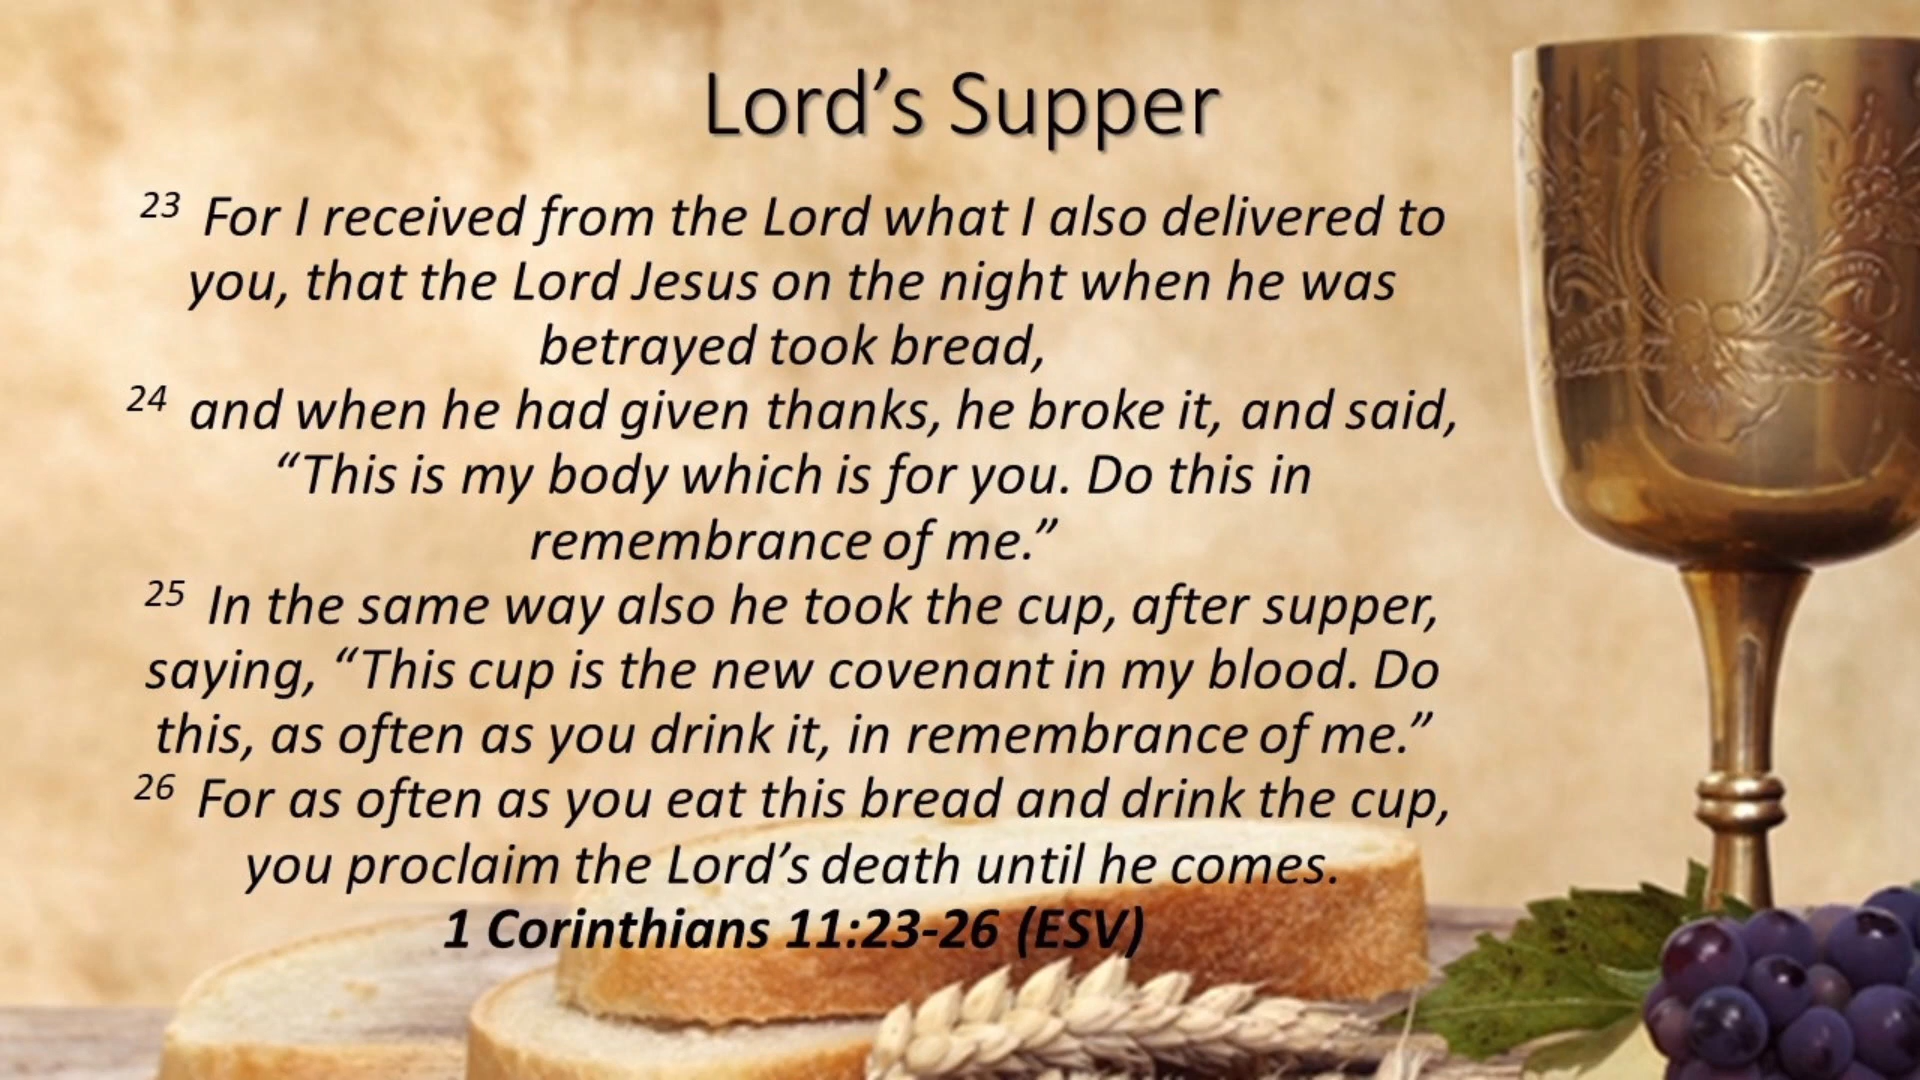 Lord’s Supper
23 For I received from the Lord what I also delivered to
you, that the Lord Jesus on the night when he was
betrayed took bread,
24 and when he had given thanks, he broke it, and said,
“This is my body which is for you. Do this in
remembrance of me.”
25 In the same way also he took the cup, after supper,
saying, “This cup is the new covenant in my blood. Do
this, as often as you drink it, in remembrance of me.”
26 For as often as you eat this bread and drink the cup,
you proclaim the Lord’s death until he comes.
1 Corinthians 11:23-26 (ESV)